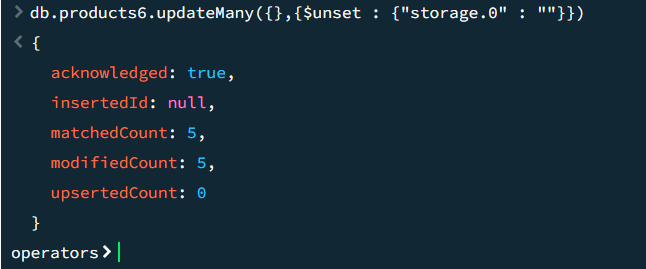 > db.products6.updateMany({},{$unset : {"storage.0" : ""}})
< {
acknowledged: true,
insertedId: null,
matchedCount: 5,
modifiedCount: 5,
upsertedCount: 0
}
operators>